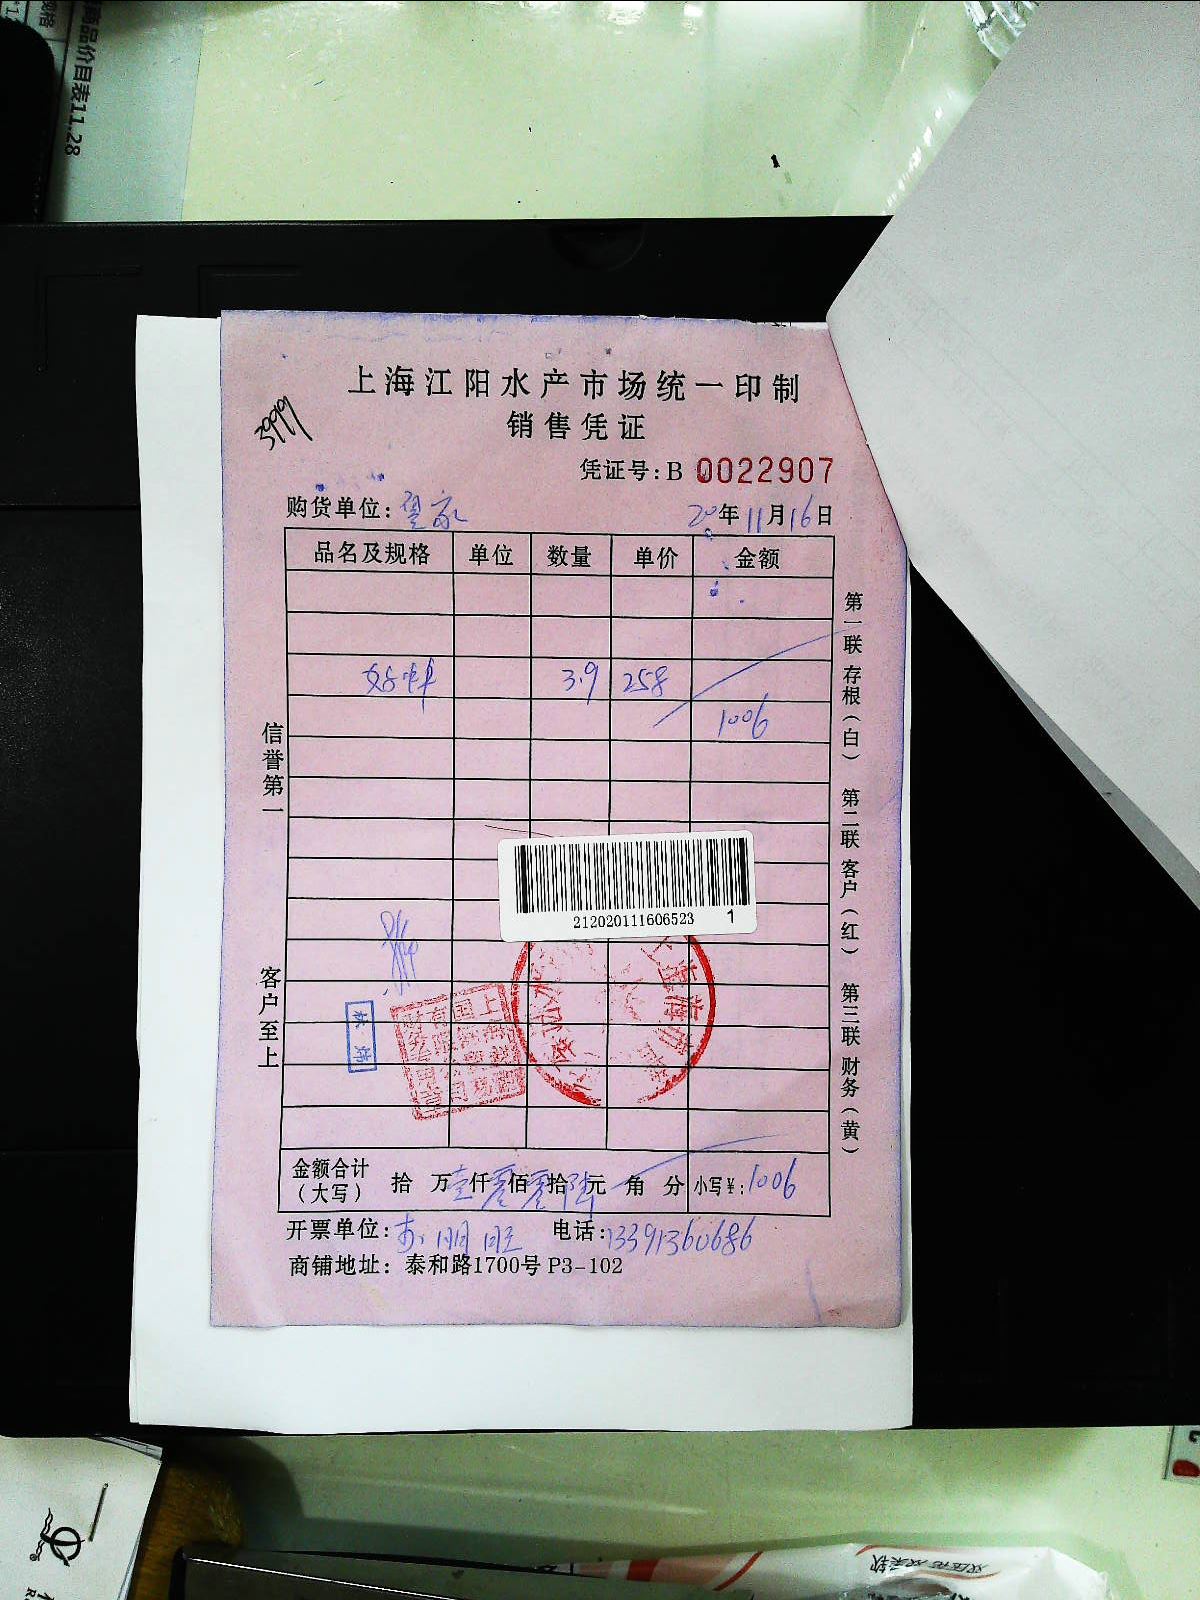 商品价目表11.28
上海江阳水产市场统一印制
销售凭证
凭证号:B 0022907
购货单位:
20年11月16日
品名及规格 单位 数量 单价 金额
3.9 258
1006
信誉第一
客户至上
第一联 存根(白) 第二联 客户(红) 第三联 财务(黄)
212020111606523 1
金额合计(大写) 拾 万壹仟零佰零拾陆元 角 分 小写¥:1006
开票单位: 电话:13391360686
商铺地址: 泰和路1700号 P3-102